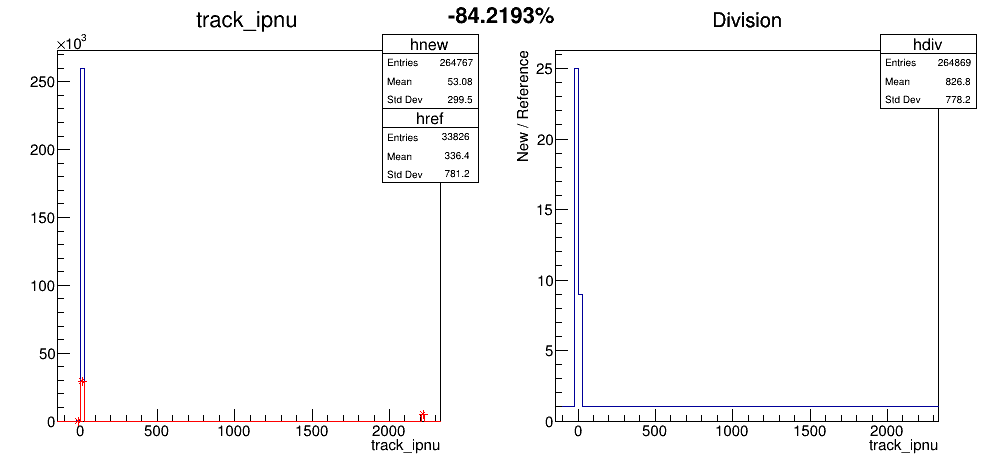 -84.2193%
track_ipnu
×10³
hnew
Entries 264767
Mean 53.08
Std Dev 299.5
href
Entries 33826
Mean 336.4
Std Dev 781.2
250
200
150
100
50
0
0 500 1000 1500 2000
track_ipnu
Division
New / Reference
hdiv
Entries 264869
Mean 826.8
Std Dev 778.2
25
20
15
10
5
0
0 500 1000 1500 2000
track_ipnu